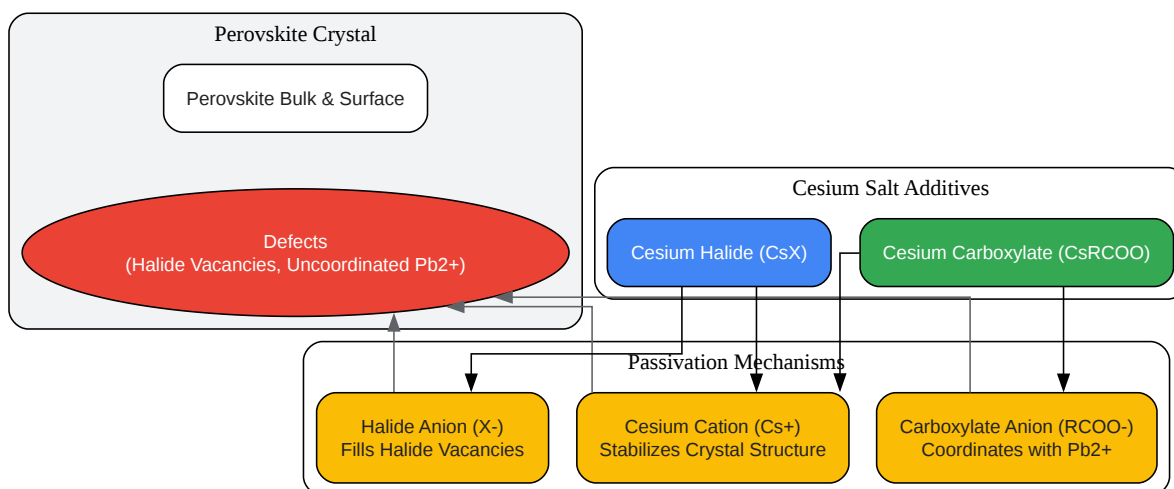 Perovskite Crystal
Perovskite Bulk & Surface
Defects
(Halide Vacancies, Uncoordinated Pb2+)
Cesium Salt Additives
Cesium Halide (CsX)
Cesium Carboxylate (CsRCOO)
Passivation Mechanisms
Halide Anion (X-)
Fills Halide Vacancies
Cesium Cation (Cs+)
Stabilizes Crystal Structure
Carboxylate Anion (RCOO-)
Coordinates with Pb2+